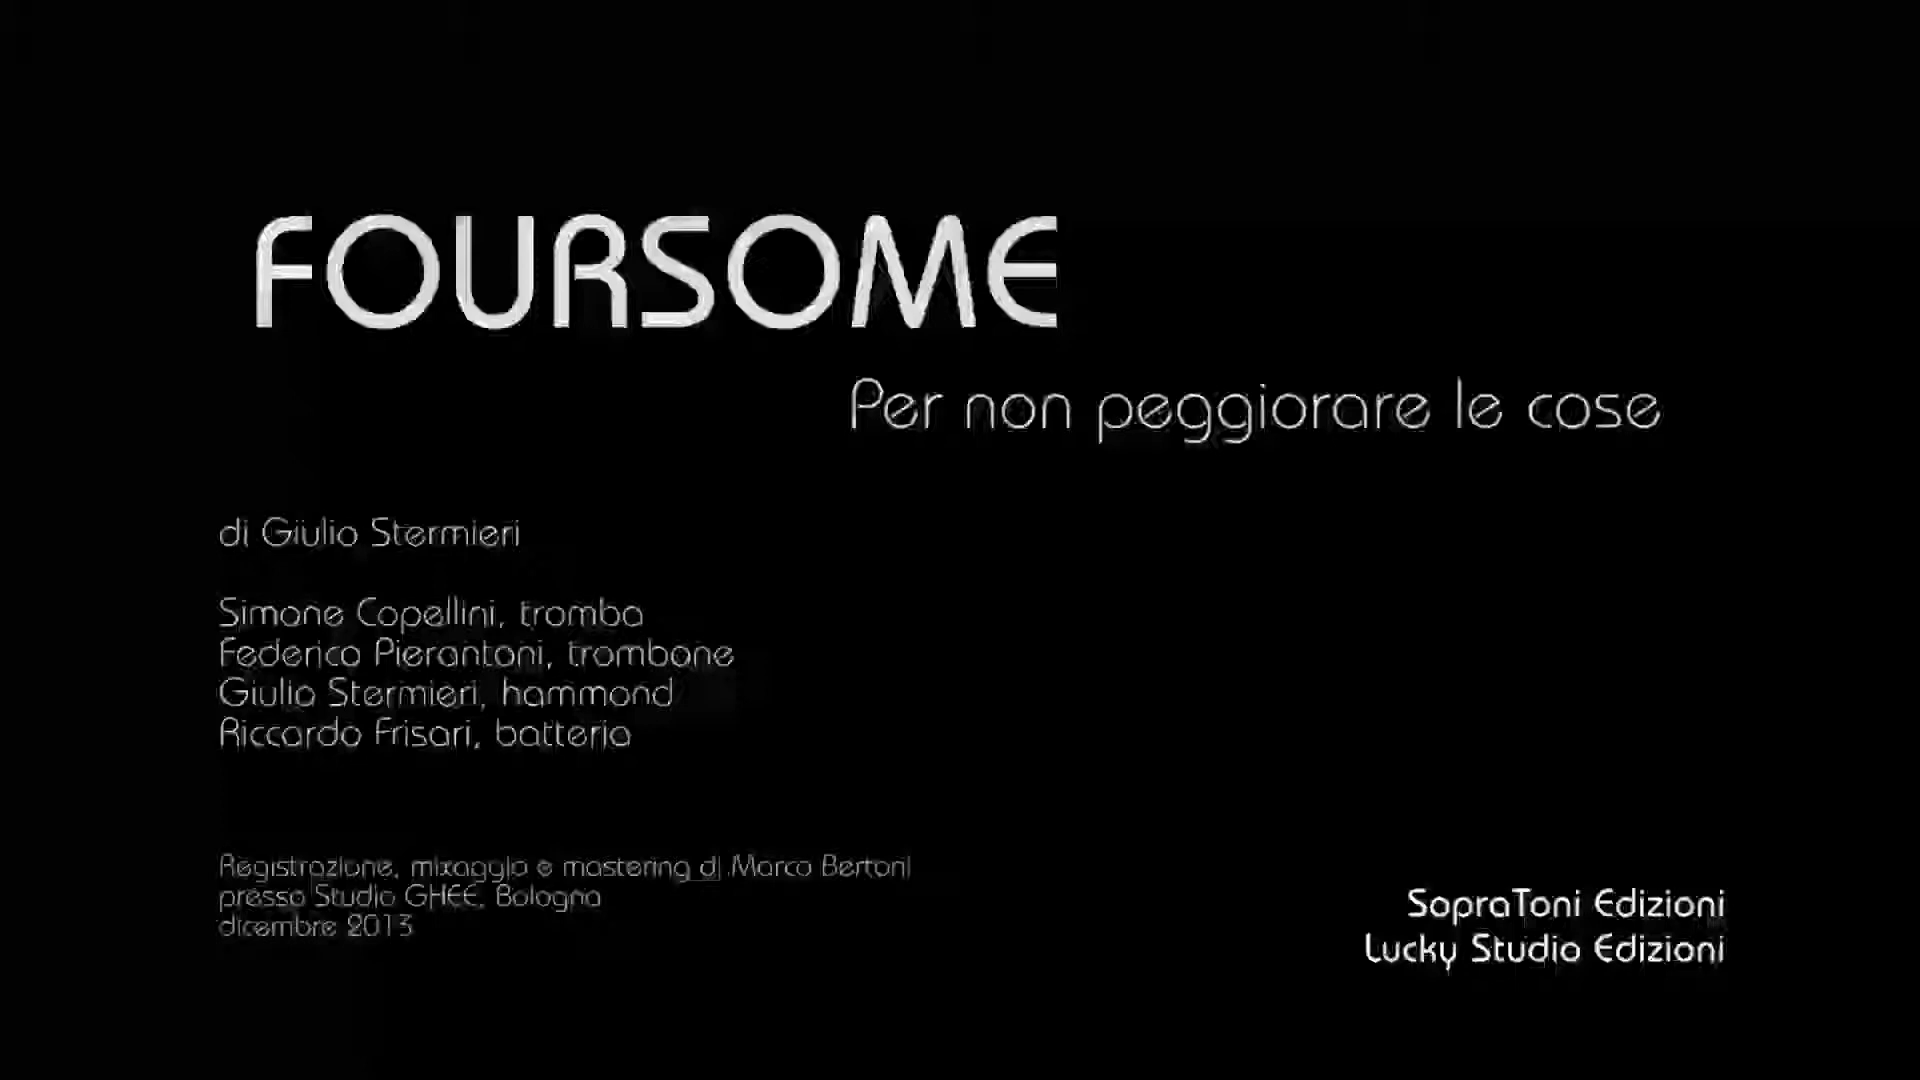 FOURSOME
Per non peggiorare le cose
di Giulio Stermieri
Simone Copellini, tromba
Federico Pierantoni, trombone
Giulio Stermieri, hammond
Riccardo Frisari, batteria
Registrazione, mixaggio e mastering di Marco Bertoni
presso Studio GHEE, Bologna
dicembre 2013
SopraToni Edizioni
Lucky Studio Edizioni